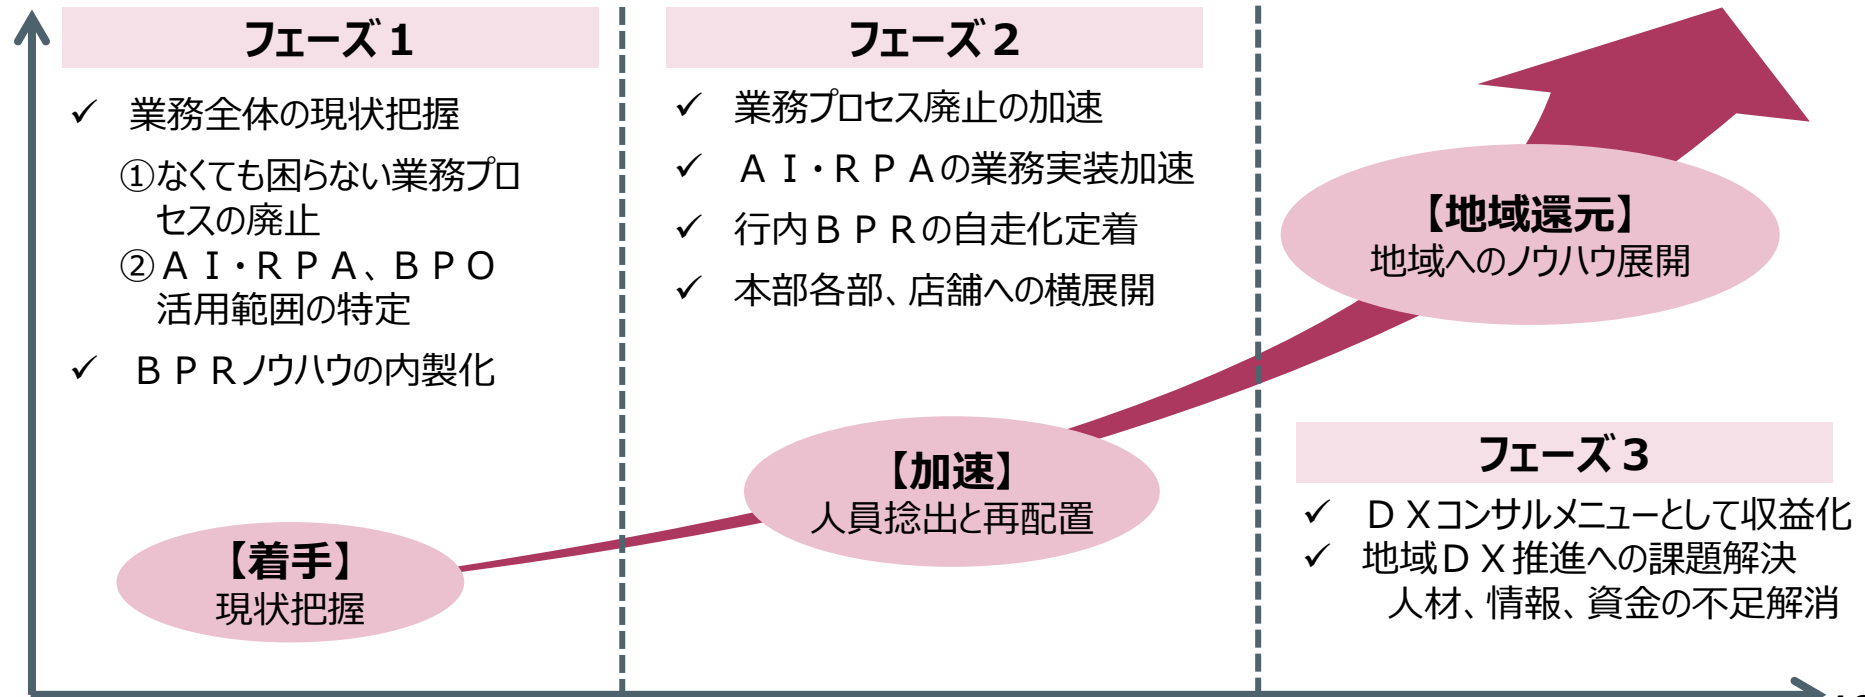 フェーズ1
✓ 業務全体の現状把握
①なくても困らない業務プロ
セスの廃止
②AI・RPA、BPO
活用範囲の特定
✓ BPRノウハウの内製化
【着手】
現状把握
フェーズ2
✓ 業務プロセス廃止の加速
✓ AI・RPAの業務実装加速
✓ 行内BPRの自走化定着
✓ 本部各部、店舗への横展開
【加速】
人員捻出と再配置
【地域還元】
地域へのノウハウ展開
フェーズ3
✓ DXコンサルメニューとして収益化
✓ 地域DX推進への課題解決
人材、情報、資金の不足解消